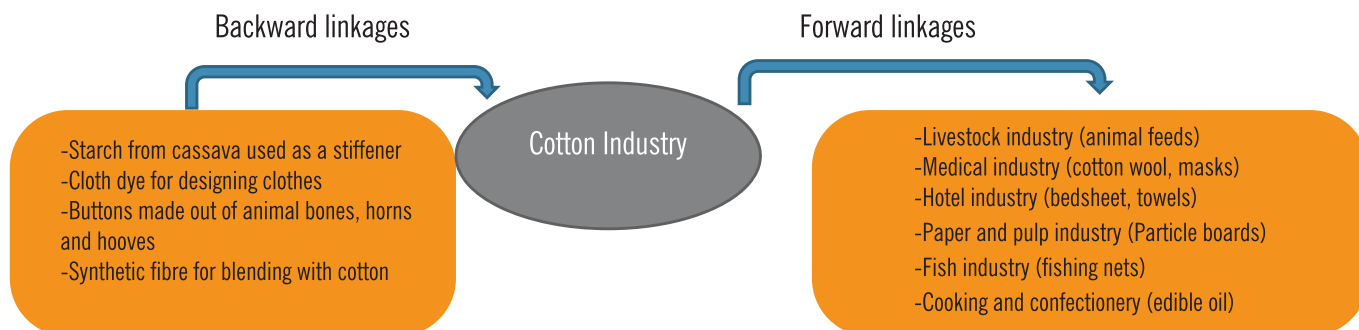 Backward linkages
Forward linkages
-Starch from cassava used as a stiffener
-Cloth dye for designing clothes
-Buttons made out of animal bones, horns
and hooves
-Synthetic fibre for blending with cotton
Cotton Industry
-Livestock industry (animal feeds)
-Medical industry (cotton wool, masks)
-Hotel industry (bedsheet, towels)
-Paper and pulp industry (Particle boards)
-Fish industry (fishing nets)
-Cooking and confectionery (edible oil)